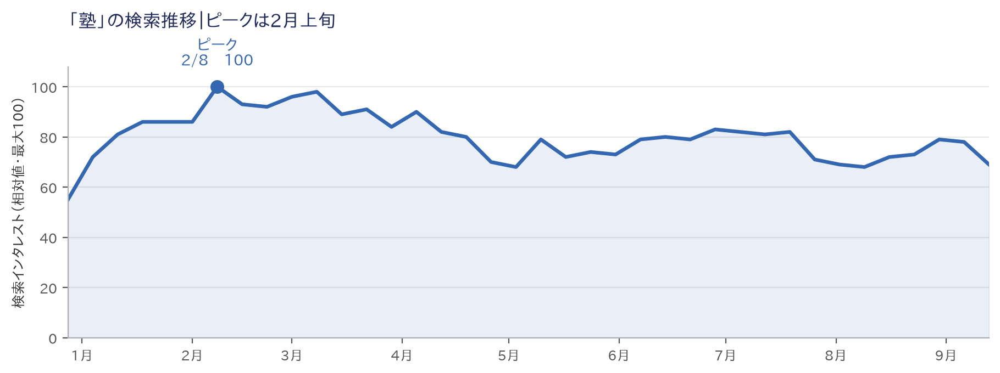 「塾」の検索推移|ピークは2月上旬
ピーク
2/8　100
検索インタレスト(相対値・最大100)
100
80
60
40
20
0
1月 2月 3月 4月 5月 6月 7月 8月 9月